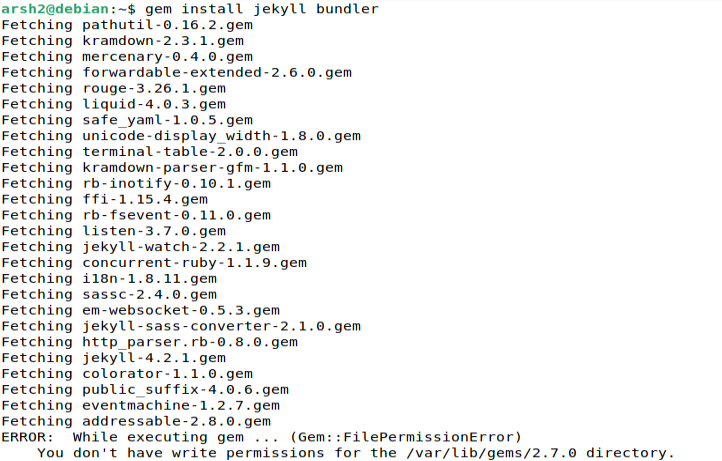 arsh2@debian:~$ gem install jekyll bundler
Fetching pathutil-0.16.2.gem
Fetching kramdown-2.3.1.gem
Fetching mercenary-0.4.0.gem
Fetching forwardable-extended-2.6.0.gem
Fetching rouge-3.26.1.gem
Fetching liquid-4.0.3.gem
Fetching safe_yaml-1.0.5.gem
Fetching unicode-display_width-1.8.0.gem
Fetching terminal-table-2.0.0.gem
Fetching kramdown-parser-gfm-1.1.0.gem
Fetching rb-inotify-0.10.1.gem
Fetching ffi-1.15.4.gem
Fetching rb-fsevent-0.11.0.gem
Fetching listen-3.7.0.gem
Fetching jekyll-watch-2.2.1.gem
Fetching concurrent-ruby-1.1.9.gem
Fetching i18n-1.8.11.gem
Fetching sassc-2.4.0.gem
Fetching em-websocket-0.5.3.gem
Fetching jekyll-sass-converter-2.1.0.gem
Fetching http_parser.rb-0.8.0.gem
Fetching jekyll-4.2.1.gem
Fetching colorator-1.1.0.gem
Fetching public_suffix-4.0.6.gem
Fetching eventmachine-1.2.7.gem
Fetching addressable-2.8.0.gem
ERROR:  While executing gem ... (Gem::FilePermissionError)
    You don't have write permissions for the /var/lib/gems/2.7.0 directory.